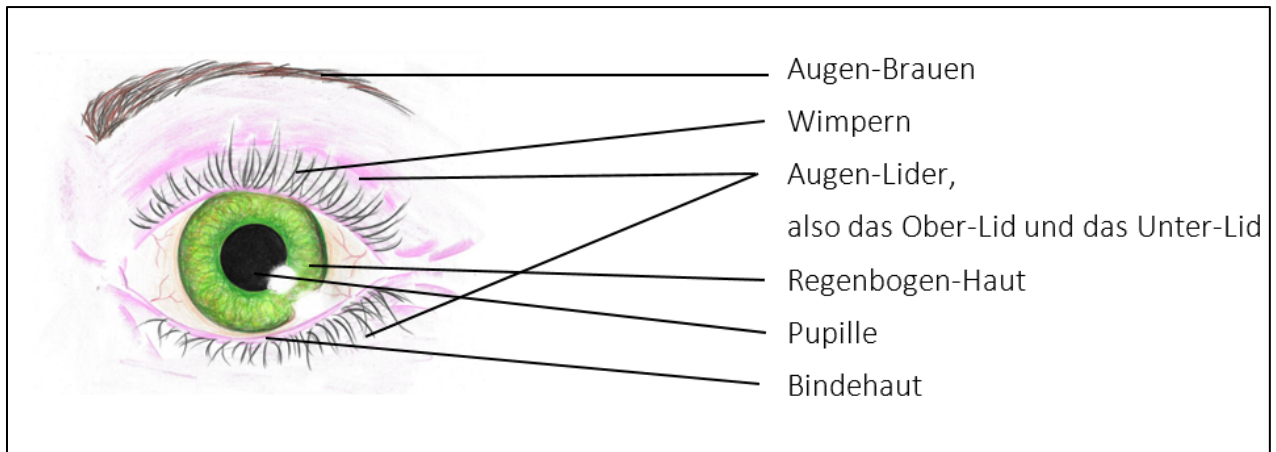 Augen-Brauen
Wimpern
Augen-Lider,
also das Ober-Lid und das Unter-Lid
Regenbogen-Haut
Pupille
Bindehaut